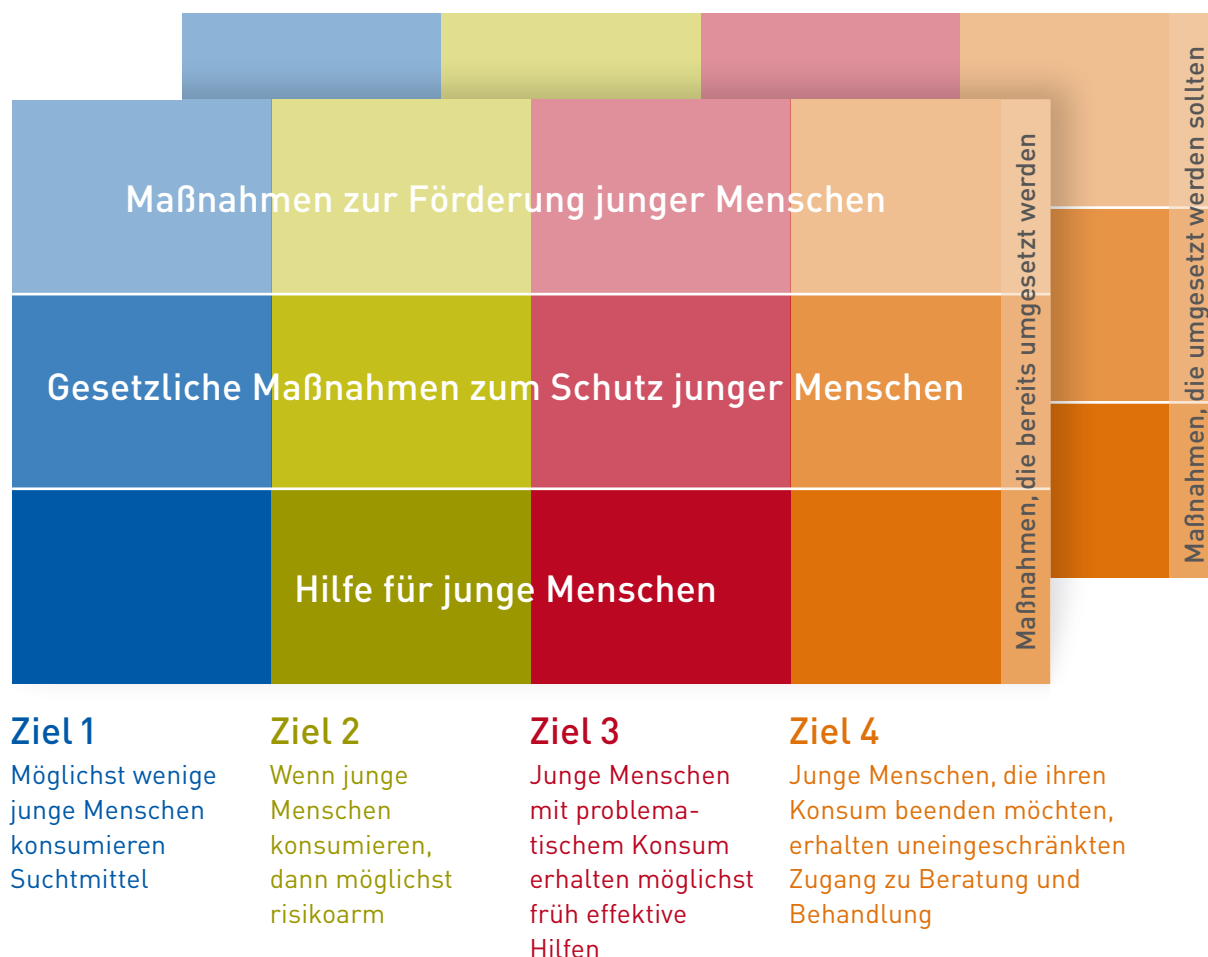 Maßnahmen zur Förderung junger Menschen
Gesetzliche Maßnahmen zum Schutz junger Menschen
Hilfe für junge Menschen
Maßnahmen, die bereits umgesetzt werden
Maßnahmen, die umgesetzt werden sollten
Ziel 1
Möglichst wenige
junge Menschen
konsumieren
Suchtmittel
Ziel 2
Wenn junge
Menschen
konsumieren,
dann möglichst
risikoarm
Ziel 3
Junge Menschen
mit problema-
tischem Konsum
erhalten möglichst
früh effektive
Hilfen
Ziel 4
Junge Menschen, die ihren
Konsum beenden möchten,
erhalten uneingeschränkten
Zugang zu Beratung und
Behandlung